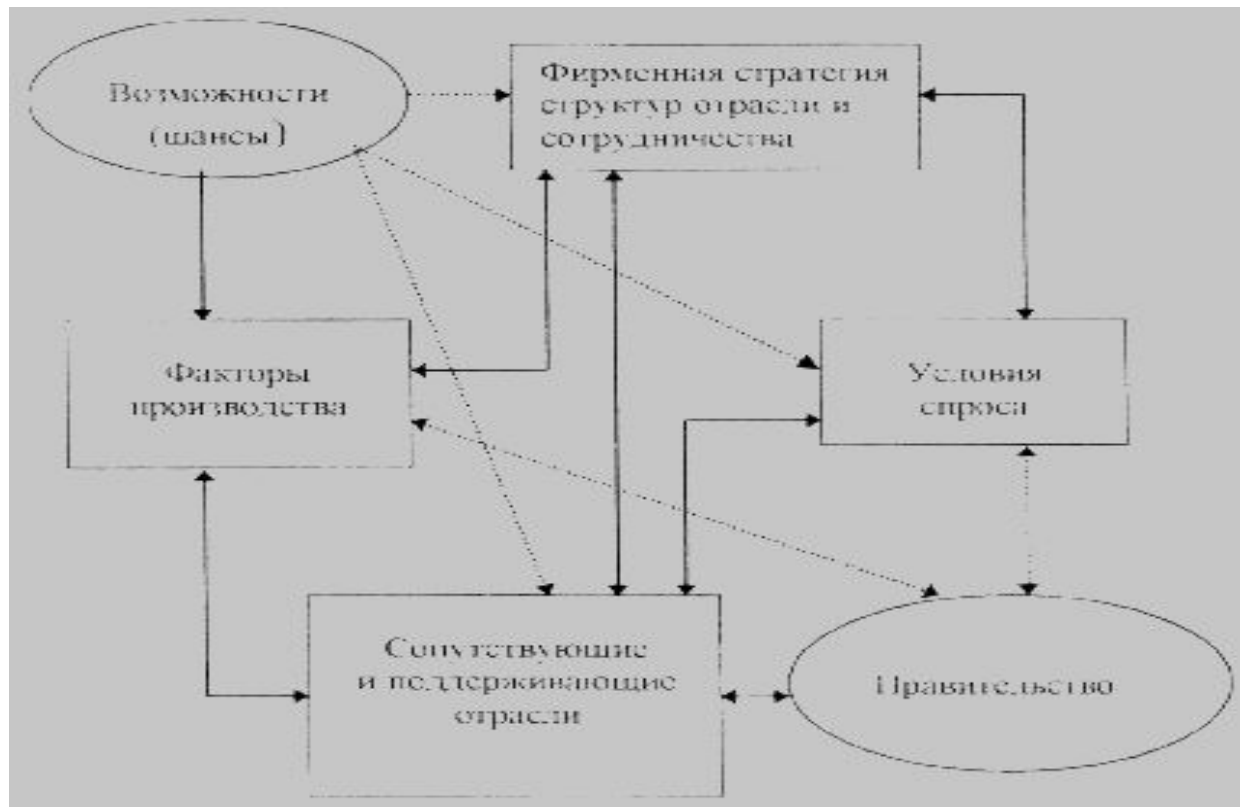 Возможности
(шансы)
Фирменная стратегия
структур отрасли и
сотрудничества
Факторы
производства
Условия
спроса
Сопутствующие
и поддерживающие
отрасли
Правительство